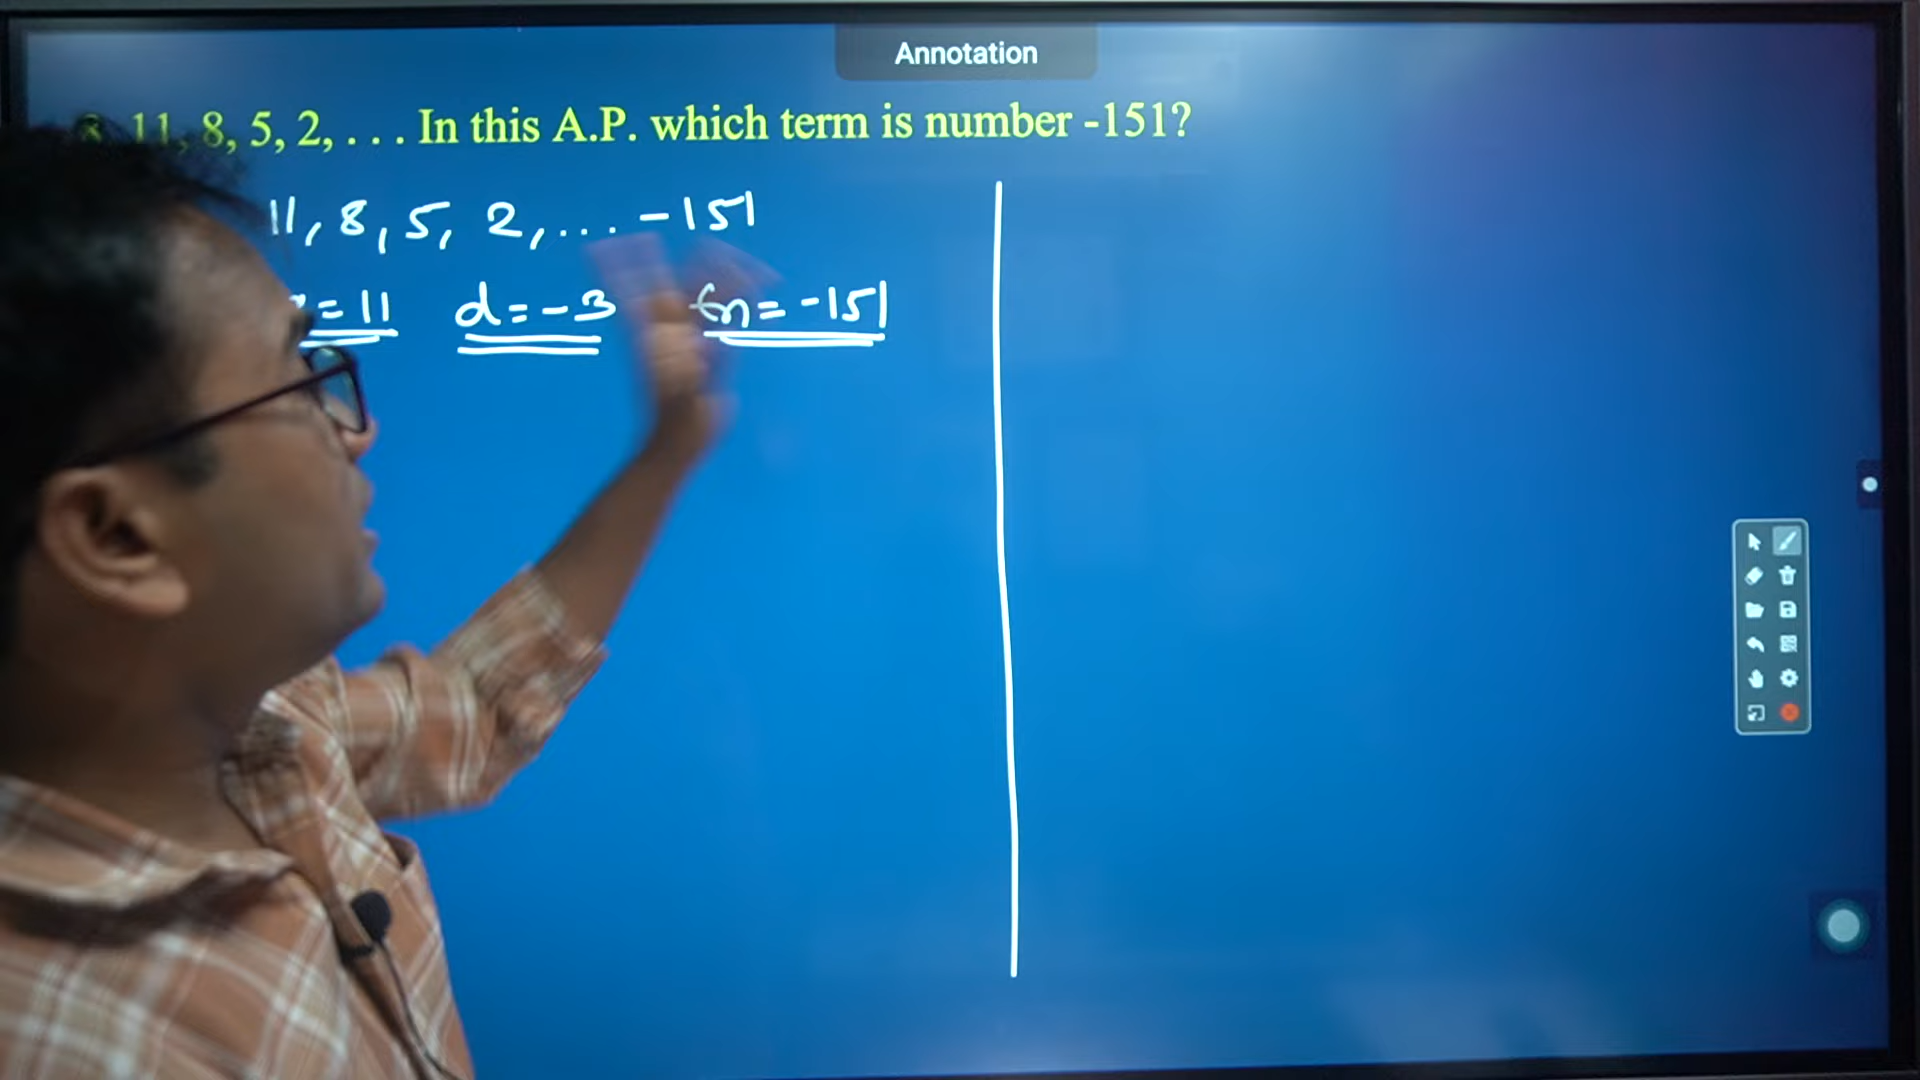 Annotation
8. 11, 8, 5, 2, . . . In this A.P. which term is number -151?
11, 8, 5, 2, ... -151
= 11 d = -3 tn = -151